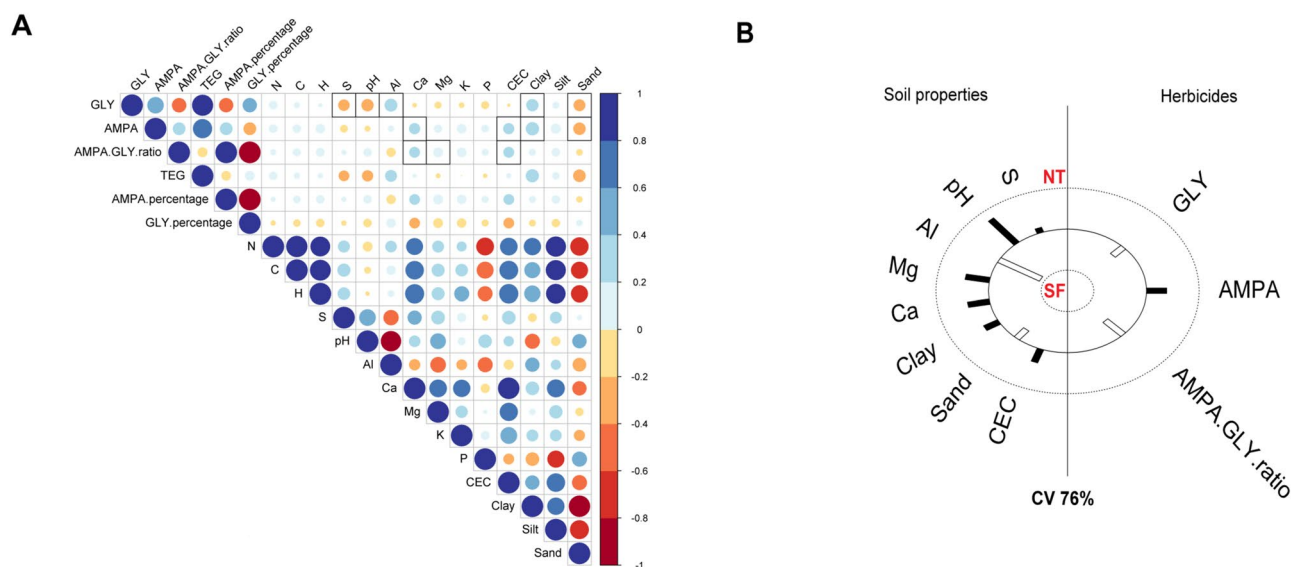 A
GLY
AMPA
AMPA.GLY.ratio
TEG
AMPA.percentage
GLY.percentage
N
C
H
S
pH
Al
Ca
Mg
K
P
CEC
Clay
Silt
Sand
GLY
AMPA
AMPA.GLY.ratio
TEG
AMPA.percentage
GLY.percentage
N
C
H
S
pH
Al
Ca
Mg
K
P
CEC
Clay
Silt
Sand
1
0.8
0.6
0.4
0.2
0
-0.2
-0.4
-0.6
-0.8
-1
B
Soil properties
Herbicides
NT
SF
S
pH
Al
Mg
Ca
Clay
Sand
CEC
GLY
AMPA
AMPA.GLY.ratio
CV 76%